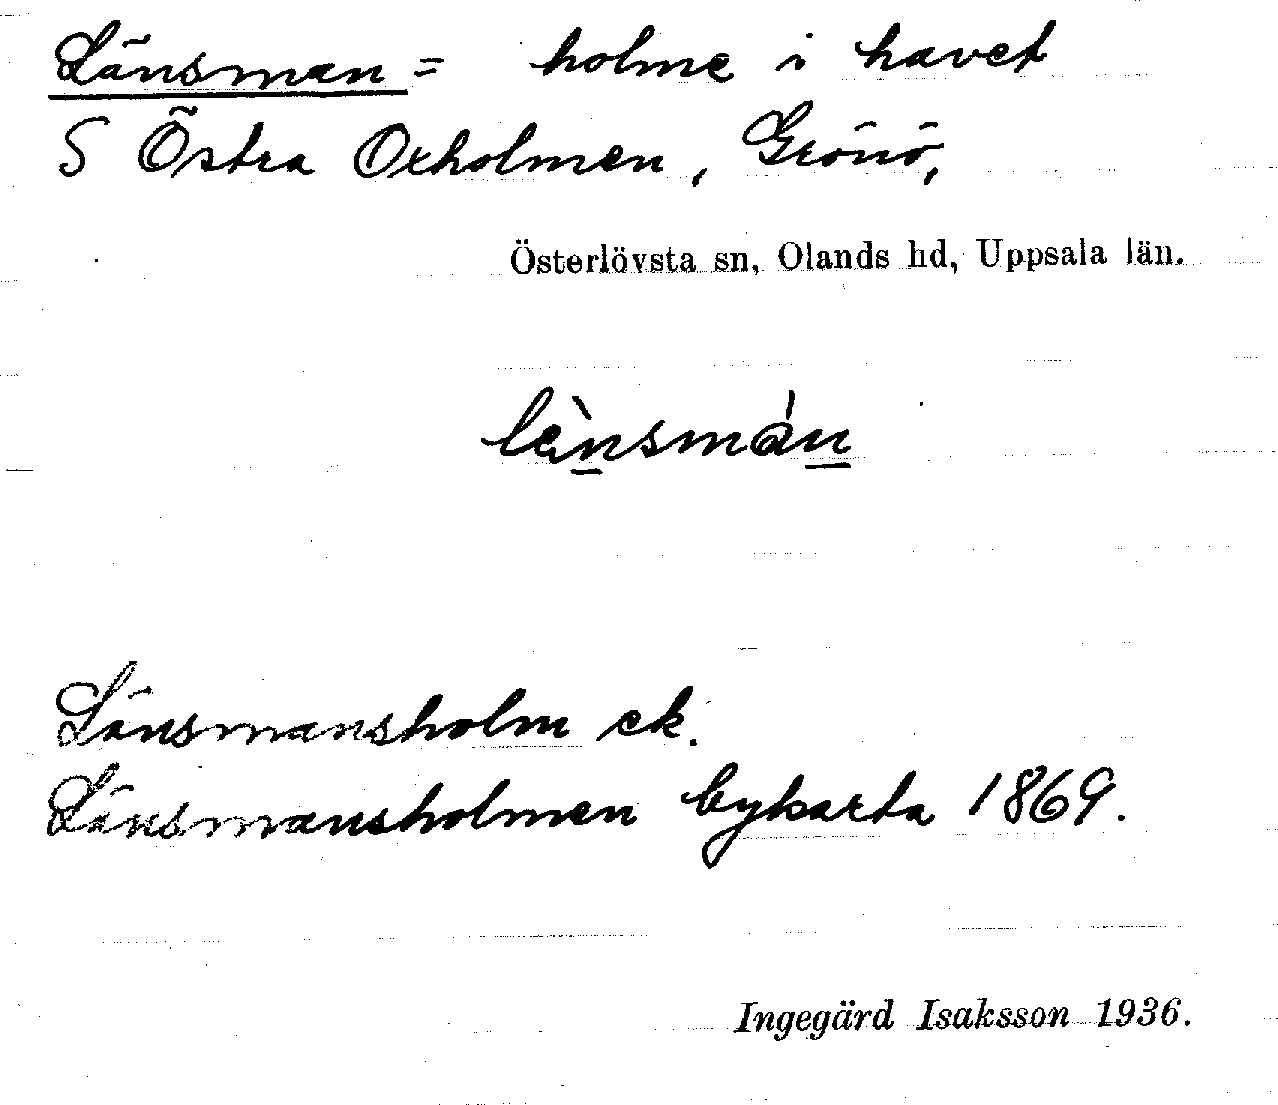 Länsman = holme i havet
S Östra Oxholmen, Grönö,
Österlövsta sn, Olands hd, Uppsala län.
lènsmán
Länsmansholm ek.
Länsmansholmen bykarta 1869.
Ingegärd Isaksson 1936.